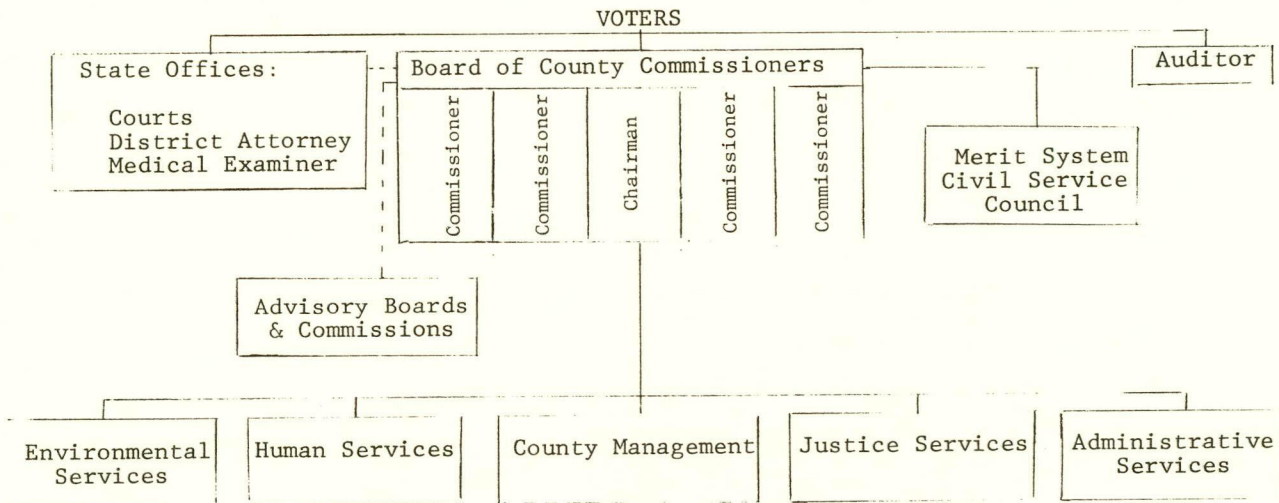 VOTERS
State Offices:
Courts
District Attorney
Medical Examiner
Board of County Commissioners
Commissioner
Commissioner
Chairman
Commissioner
Commissioner
Auditor
Merit System
Civil Service
Council
Advisory Boards
& Commissions
Environmental
Services
Human Services
County Management
Justice Services
Administrative
Services